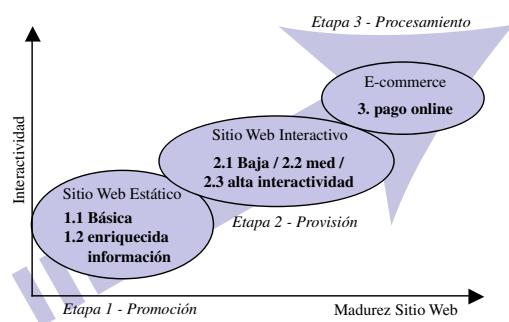 Etapa 3 - Procesamiento
E-commerce
3. pago online
Sitio Web Interactivo
2.1 Baja / 2.2 med /
2.3 alta interactividad
Interactividad
Sitio Web Estático
1.1 Básica
1.2 enriquecida
información
Etapa 2 - Provisión
Etapa 1 - Promoción
Madurez Sitio Web